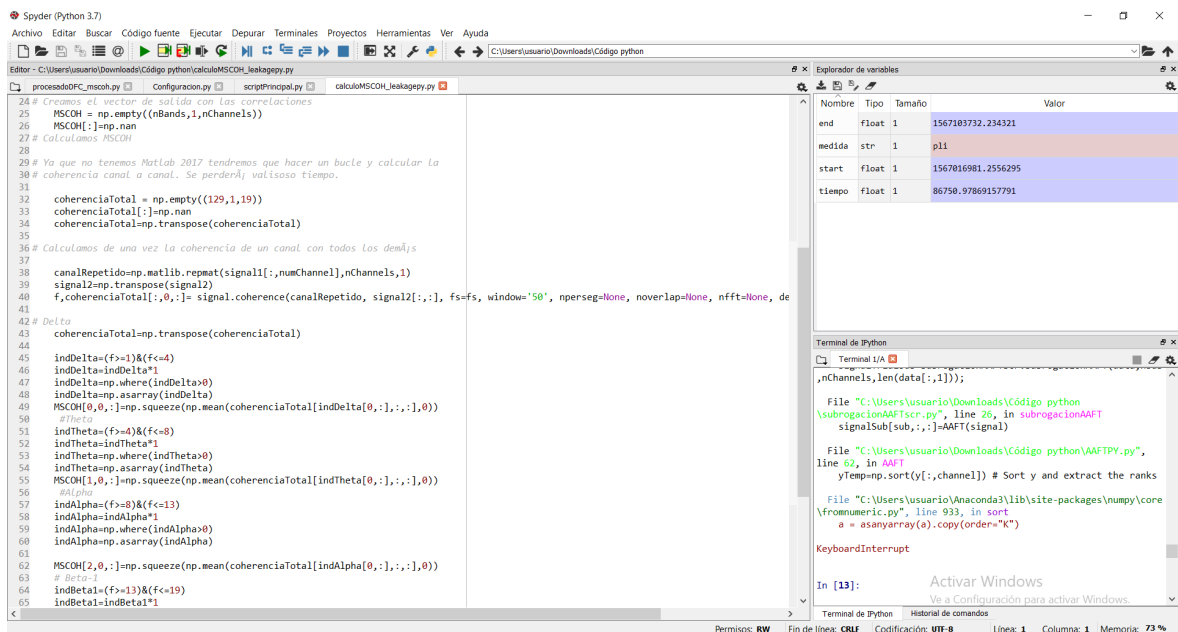 Spyder (Python 3.7)
Archivo Editar Buscar Código fuente Ejecutar Depurar Terminales Proyectos Herramientas Ver Ayuda
C:\Users\usuario\Downloads\Código python
Editor - C:\Users\usuario\Downloads\Código python\calculoMSCOH_leakagepy.py
procesadoDFC_mscoh.py Configuracion.py scriptPrincipal.py calculoMSCOH_leakagepy.py
24 # Creamos el vector de salida con las correlaciones
25 MSCOH = np.empty((nBands,1,nChannels))
26 MSCOH[:]=np.nan
27 # Calculamos MSCOH
28
29 # Ya que no tenemos Matlab 2017 tendremos que hacer un bucle y calcular la
30 # coherencia canal a canal. Se perderÃ¡ valisoso tiempo.
31
32 coherenciaTotal = np.empty((129,1,19))
33 coherenciaTotal[:]=np.nan
34 coherenciaTotal=np.transpose(coherenciaTotal)
35
36 # Calculamos de una vez la coherencia de un canal con todos los demÃ¡s
37
38 canalRepetido=np.matlib.repmat(signal1[:,numChannel],nChannels,1)
39 signal2=np.transpose(signal2)
40 f,coherenciaTotal[:,0,:]= signal.coherence(canalRepetido, signal2[:,:], fs=fs, window='50', nperseg=None, noverlap=None, nfft=None, de
41
42 # Delta
43 coherenciaTotal=np.transpose(coherenciaTotal)
44
45 indDelta=(f>=1)&(f<=4)
46 indDelta=indDelta*1
47 indDelta=np.where(indDelta>0)
48 indDelta=np.asarray(indDelta)
49 MSCOH[0,0,:]=np.squeeze(np.mean(coherenciaTotal[indDelta[0,:],:,:],0))
50 #Theta
51 indTheta=(f>=4)&(f<=8)
52 indTheta=indTheta*1
53 indTheta=np.where(indTheta>0)
54 indTheta=np.asarray(indTheta)
55 MSCOH[1,0,:]=np.squeeze(np.mean(coherenciaTotal[indTheta[0,:],:,:],0))
56 #Alpha
57 indAlpha=(f>=8)&(f<=13)
58 indAlpha=indAlpha*1
59 indAlpha=np.where(indAlpha>0)
60 indAlpha=np.asarray(indAlpha)
61
62 MSCOH[2,0,:]=np.squeeze(np.mean(coherenciaTotal[indAlpha[0,:],:,:],0))
63 # Beta-1
64 indBeta1=(f>=13)&(f<=19)
65 indBeta1=indBeta1*1
Explorador de variables
Nombre Tipo Tamaño Valor
end float 1 1567103732.234321
medida str 1 pli
start float 1 1567016981.2556295
tiempo float 1 86750.97869157791
Terminal de IPython
Terminal 1/A
,nChannels,len(data[:,1]));
File "C:\Users\usuario\Downloads\Código python
\subrogacionAAFTscr.py", line 26, in subrogacionAAFT
signalSub[sub,:,:]=AAFT(signal)
File "C:\Users\usuario\Downloads\Código python\AAFTPY.py",
line 62, in AAFT
yTemp=np.sort(y[:,channel]) # Sort y and extract the ranks
File "C:\Users\usuario\Anaconda3\lib\site-packages\numpy\core
\fromnumeric.py", line 933, in sort
a = asanyarray(a).copy(order="K")
KeyboardInterrupt
In [13]:
Activar Windows
Ve a Configuración para activar Windows.
Terminal de IPython Historial de comandos
Permisos: RW Fin de línea: CRLF Codificación: UTF-8 Línea: 1 Columna: 1 Memoria: 73 %